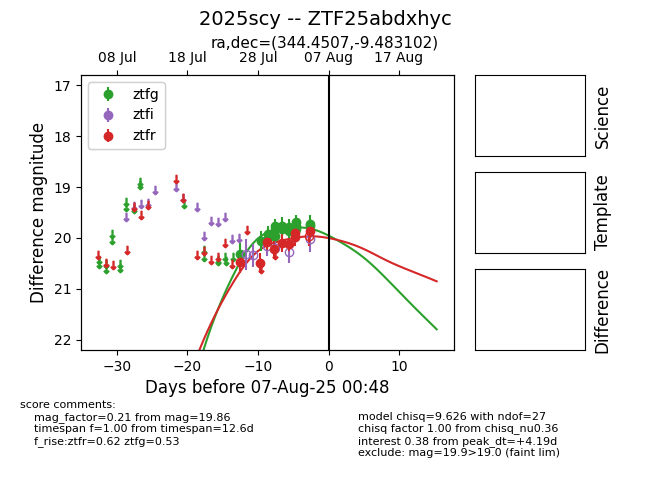 2025scy -- ZTF25abdxhyc
ra,dec=(344.4507,-9.483102)
08 Jul 18 Jul 28 Jul 07 Aug 17 Aug
ztfg
ztfi
ztfr
17
18
19
20
21
22
Difference magnitude
−30 −20 −10 0 10
Days before 07-Aug-25 00:48
Science
Template
Difference
score comments:
mag_factor=0.21 from mag=19.86
timespan f=1.00 from timespan=12.6d
f_rise:ztfr=0.62 ztfg=0.53
model chisq=9.626 with ndof=27
chisq factor 1.00 from chisq_nu0.36
interest 0.38 from peak_dt=+4.19d
exclude: mag=19.9>19.0 (faint lim)